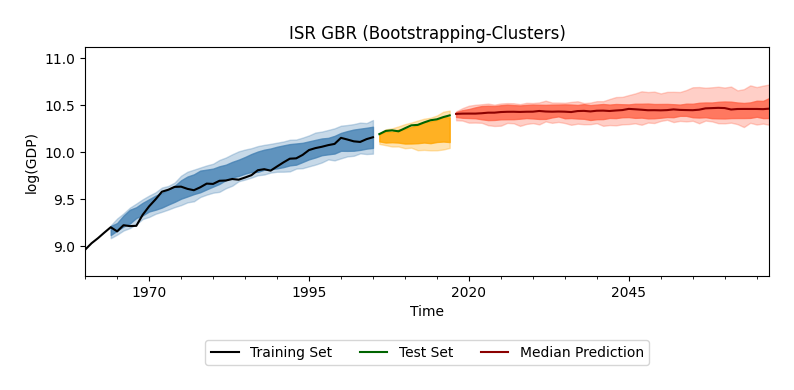 ISR GBR (Bootstrapping-Clusters)
log(GDP)
11.0
10.5
10.0
9.5
9.0
1970 1995 2020 2045
Time
Training Set Test Set Median Prediction